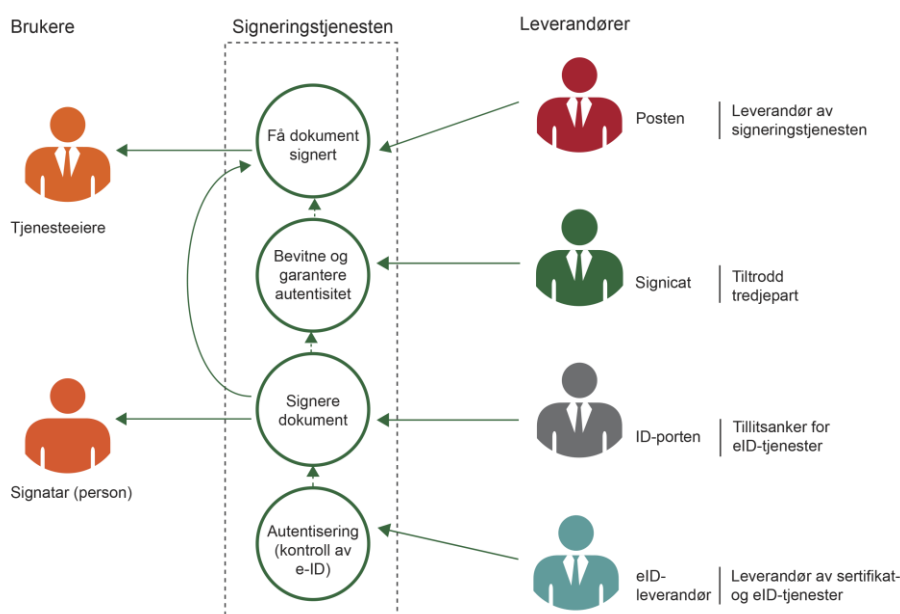 Brukere
Signeringstjenesten
Leverandører
Få dokument
signert
Posten
Leverandør av
signeringstjenesten
Tjenesteeiere
Bevitne og
garantere
autentisitet
Signicat
Tiltrodd
tredjepart
Signere
dokument
ID-porten
Tillitsanker for
eID-tjenester
Signatar (person)
Autentisering
(kontroll av
e-ID)
eID-
leverandør
Leverandør av sertifikat-
og eID-tjenester